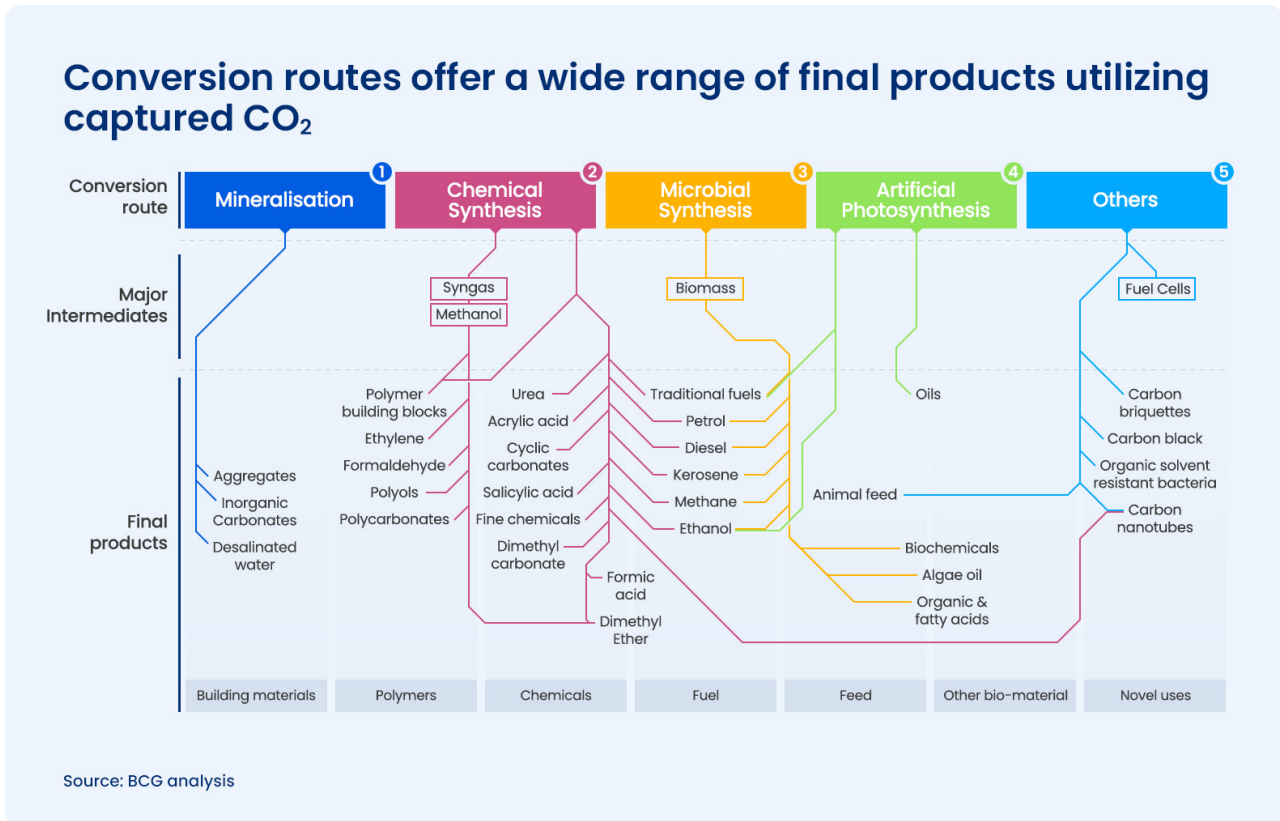 Conversion routes offer a wide range of final products utilizing
captured CO₂
Conversion
route
Mineralisation
1
Chemical
Synthesis
2
Microbial
Synthesis
3
Artificial
Photosynthesis
4
Others
5
Major
Intermediates
Syngas
Methanol
Biomass
Fuel Cells
Final
products
Aggregates
Inorganic
Carbonates
Desalinated
water
Polymer
building blocks
Ethylene
Formaldehyde
Polyols
Polycarbonates
Urea
Acrylic acid
Cyclic
carbonates
Salicylic acid
Fine chemicals
Dimethyl
carbonate
Formic
acid
Dimethyl
Ether
Traditional fuels
Petrol
Diesel
Kerosene
Methane
Ethanol
Animal feed
Oils
Biochemicals
Algae oil
Organic &
fatty acids
Carbon
briquettes
Carbon black
Organic solvent
resistant bacteria
Carbon
nanotubes
Building materials
Polymers
Chemicals
Fuel
Feed
Other bio-material
Novel uses
Source: BCG analysis